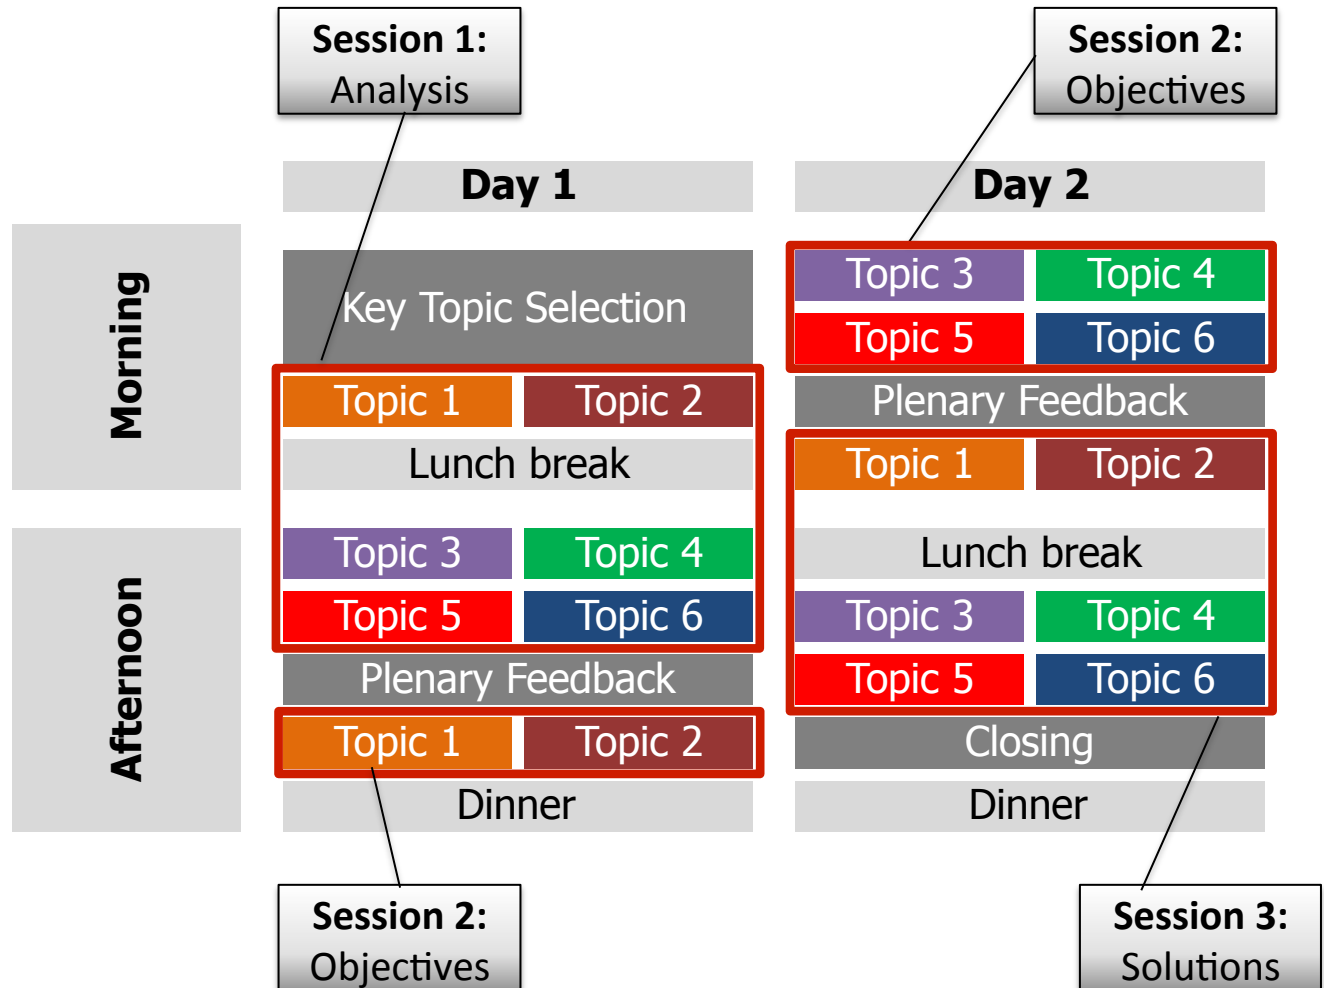 Session 1:
Analysis
Session 2:
Objectives
Day 1
Day 2
Morning
Key Topic Selection
Topic 3
Topic 4
Topic 5
Topic 6
Topic 1
Topic 2
Plenary Feedback
Lunch break
Topic 1
Topic 2
Afternoon
Topic 3
Topic 4
Lunch break
Topic 5
Topic 6
Topic 3
Topic 4
Plenary Feedback
Topic 5
Topic 6
Topic 1
Topic 2
Closing
Dinner
Dinner
Session 2:
Objectives
Session 3:
Solutions